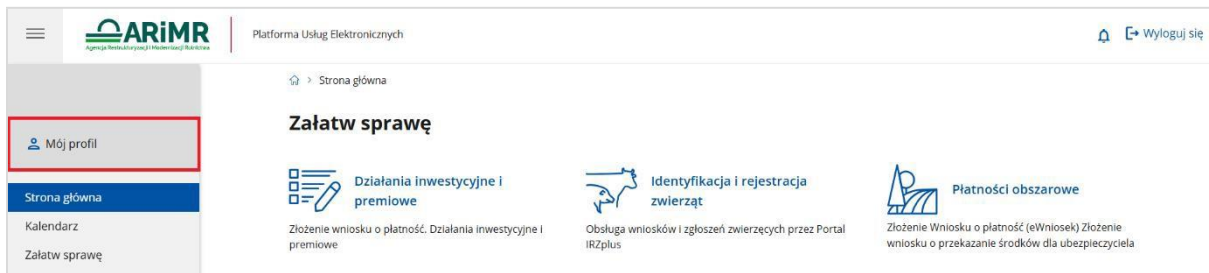 ARiMR
Agencja Restrukturyzacji i Modernizacji Rolnictwa
Platforma Usług Elektronicznych
Wyloguj się
Strona główna
Załatw sprawę
Mój profil
Strona główna
Kalendarz
Załatw sprawę
Działania inwestycyjne i
premiowe
Złożenie wniosku o płatność. Działania inwestycyjne i
premiowe
Identyfikacja i rejestracja
zwierząt
Obsługa wniosków i zgłoszeń zwierzęcych przez Portal
IRZplus
Płatności obszarowe
Złożenie Wniosku o płatność (eWniosek) Złożenie
wniosku o przekazanie środków dla ubezpieczyciela